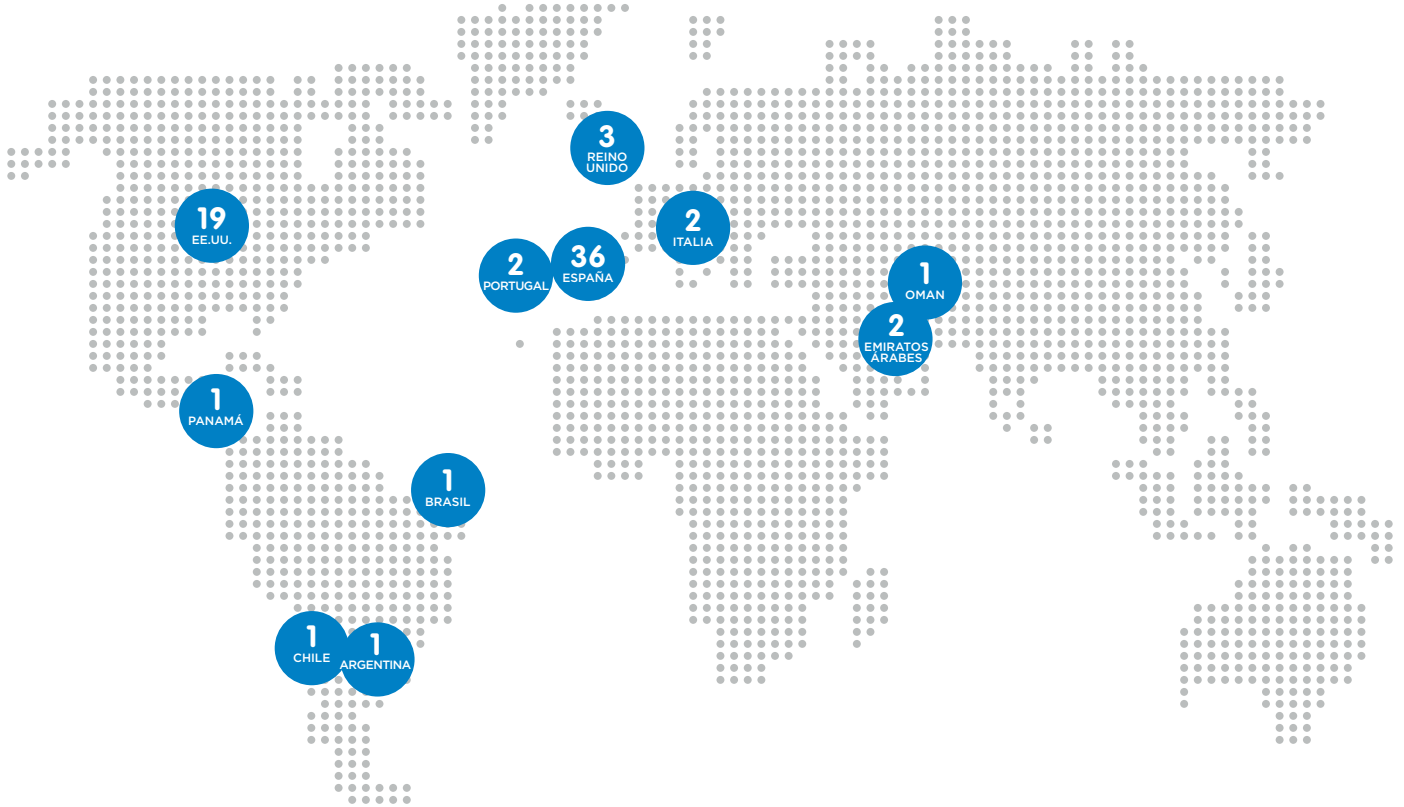 3
REINO
UNIDO
19
EE.UU.
2
ITALIA
36
ESPAÑA
2
PORTUGAL
1
OMAN
2
EMIRATOS
ÁRABES
1
PANAMÁ
1
BRASIL
1
CHILE
1
ARGENTINA